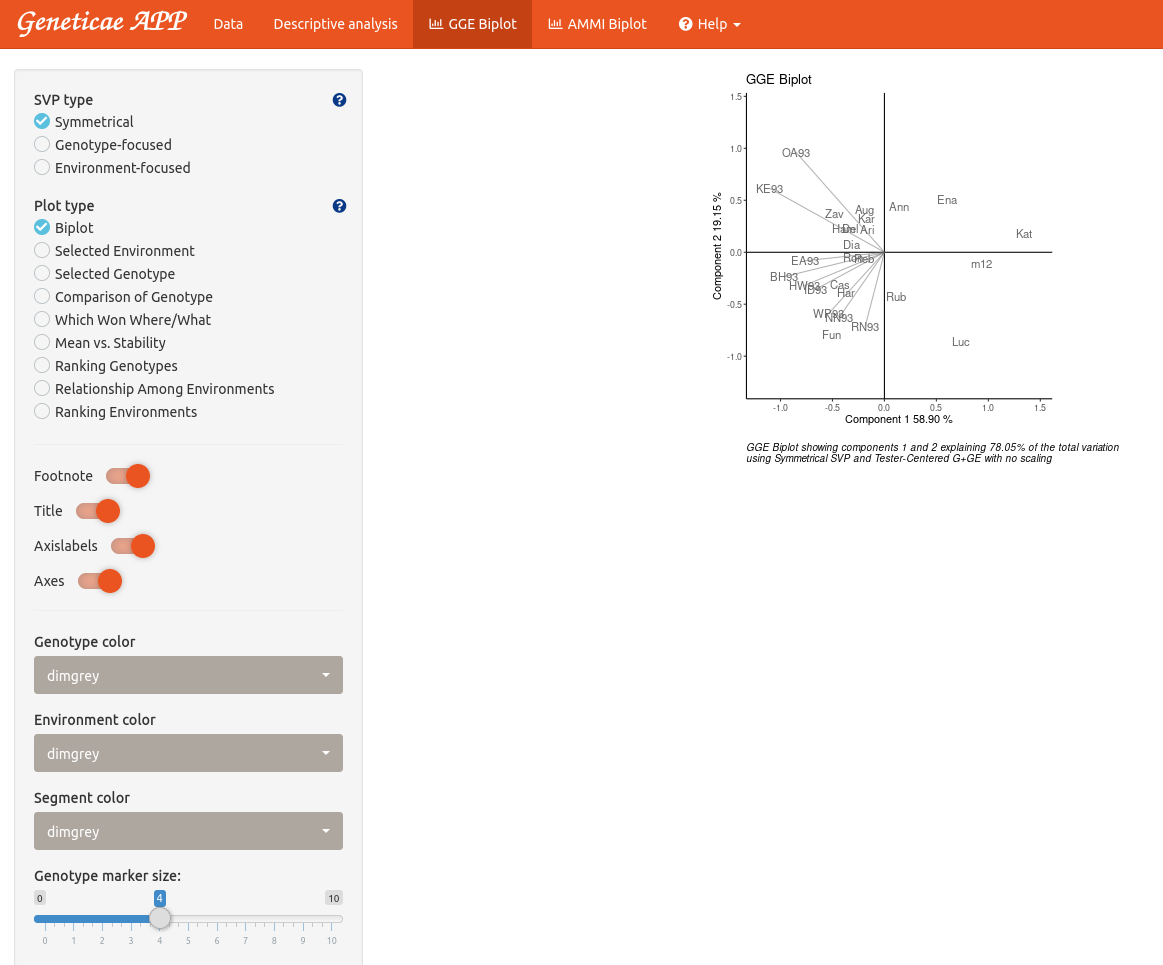 Geneticae APP Data Descriptive analysis GGE Biplot AMMI Biplot Help
SVP type
Symmetrical
Genotype-focused
Environment-focused
Plot type
Biplot
Selected Environment
Selected Genotype
Comparison of Genotype
Which Won Where/What
Mean vs. Stability
Ranking Genotypes
Relationship Among Environments
Ranking Environments
Footnote
Title
Axislabels
Axes
Genotype color
dimgrey
Environment color
dimgrey
Segment color
dimgrey
Genotype marker size:
0 4 10
0 1 2 3 4 5 6 7 8 9 10
GGE Biplot
1.5
1.0
0.5
0.0
-0.5
-1.0
Component 2 19.15 %
OA93
KE93
Zav Aug Ann Ena
Kar
Del Ari Kat
Dia
EA93 Reb m12
BH93
HW93 Cas
ID93 Har Rub
WP93
NN93
RN93
Fun Luc
-1.0 -0.5 0.0 0.5 1.0 1.5
Component 1 58.90 %
GGE Biplot showing components 1 and 2 explaining 78.05% of the total variation
using Symmetrical SVP and Tester-Centered G+GE with no scaling